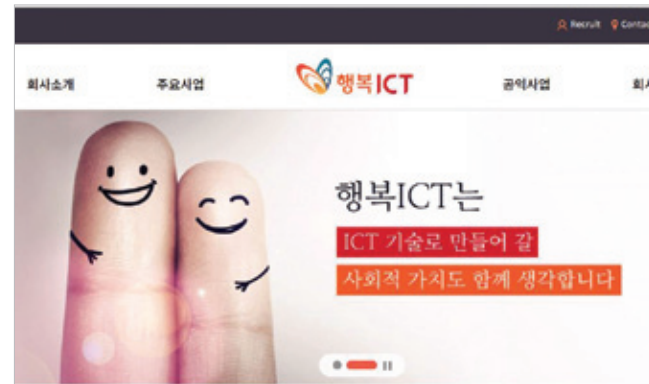 Recruit
회사소개 주요사업 행복ICT 공익사업
행복ICT는
ICT 기술로 만들어 갈
사회적 가치도 함께 생각합니다